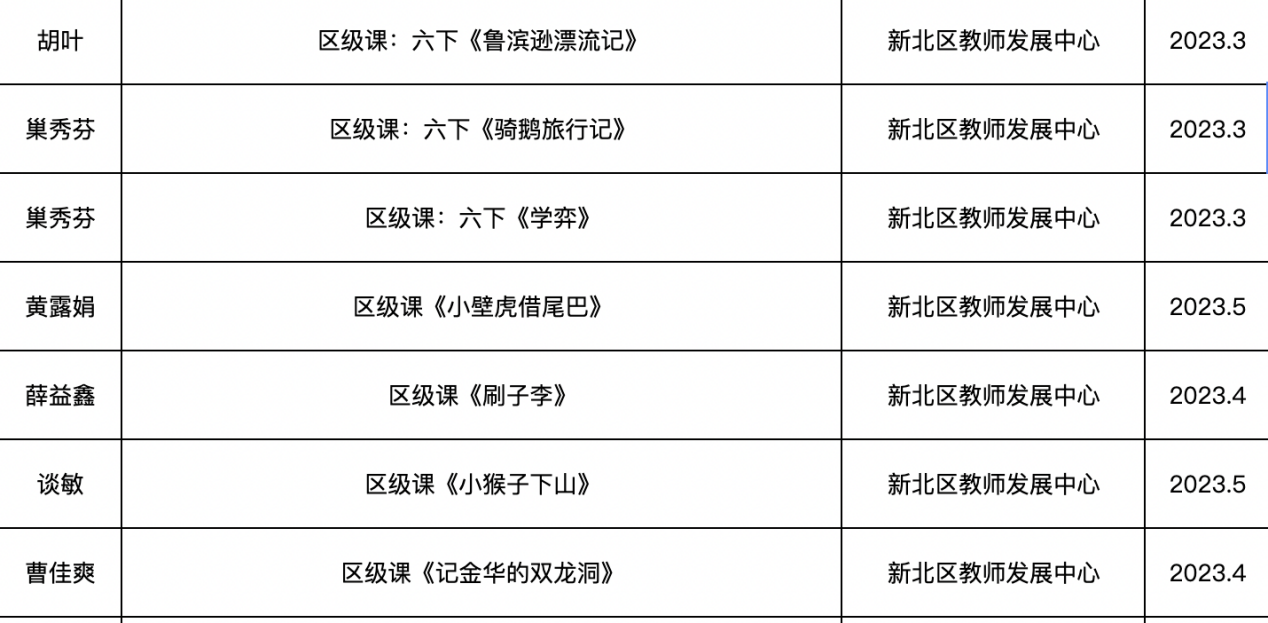 胡叶 区级课：六下《鲁滨逊漂流记》 新北区教师发展中心 2023.3
巢秀芬 区级课：六下《骑鹅旅行记》 新北区教师发展中心 2023.3
巢秀芬 区级课：六下《学弈》 新北区教师发展中心 2023.3
黄露娟 区级课《小壁虎借尾巴》 新北区教师发展中心 2023.5
薛益鑫 区级课《刷子李》 新北区教师发展中心 2023.4
谈敏 区级课《小猴子下山》 新北区教师发展中心 2023.5
曹佳爽 区级课《记金华的双龙洞》 新北区教师发展中心 2023.4